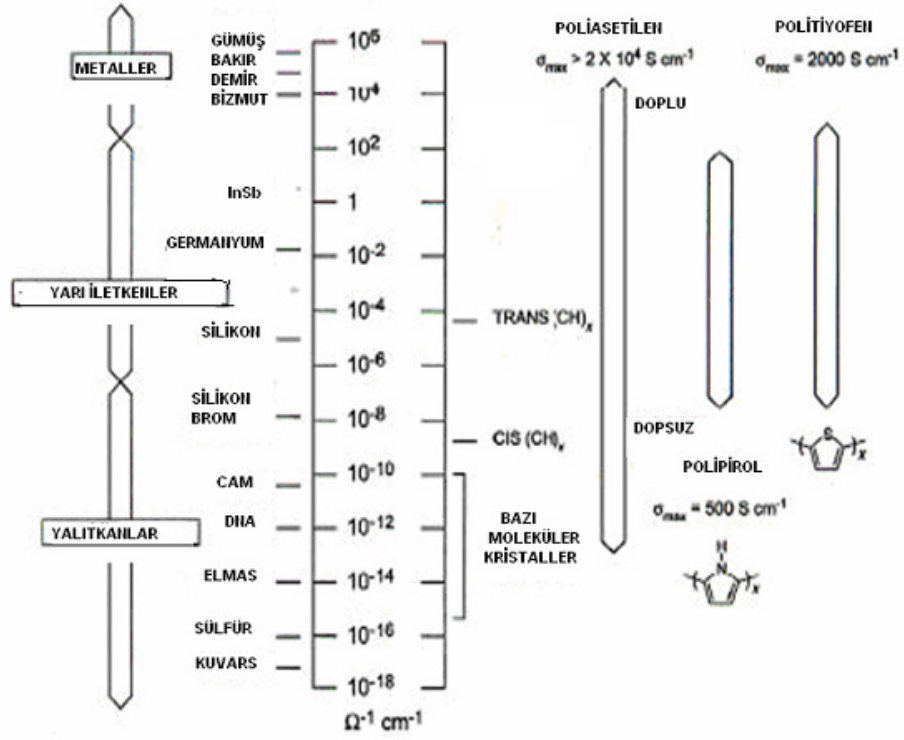 METALLER
YARI İLETKENLER
YALITKANLAR
GÜMÜŞ
BAKIR
DEMİR
BİZMUT
InSb
GERMANYUM
SİLİKON
SİLİKON
BROM
CAM
DNA
ELMAS
SÜLFÜR
KUVARS
10⁶
10⁴
10²
1
10⁻²
10⁻⁴
10⁻⁶
10⁻⁸
10⁻¹⁰
10⁻¹²
10⁻¹⁴
10⁻¹⁶
10⁻¹⁸
Ω⁻¹ cm⁻¹
TRANS (CH)ₓ
CIS (CH)ₓ
BAZI
MOLEKÜLER
KRİSTALLER
POLİASETİLEN
σmax > 2 X 10⁴ S cm⁻¹
DOPLU
DOPSUZ
POLİTİYOFEN
σmax = 2000 S cm⁻¹
S
x
POLİPİROL
σmax = 500 S cm⁻¹
H
N
x